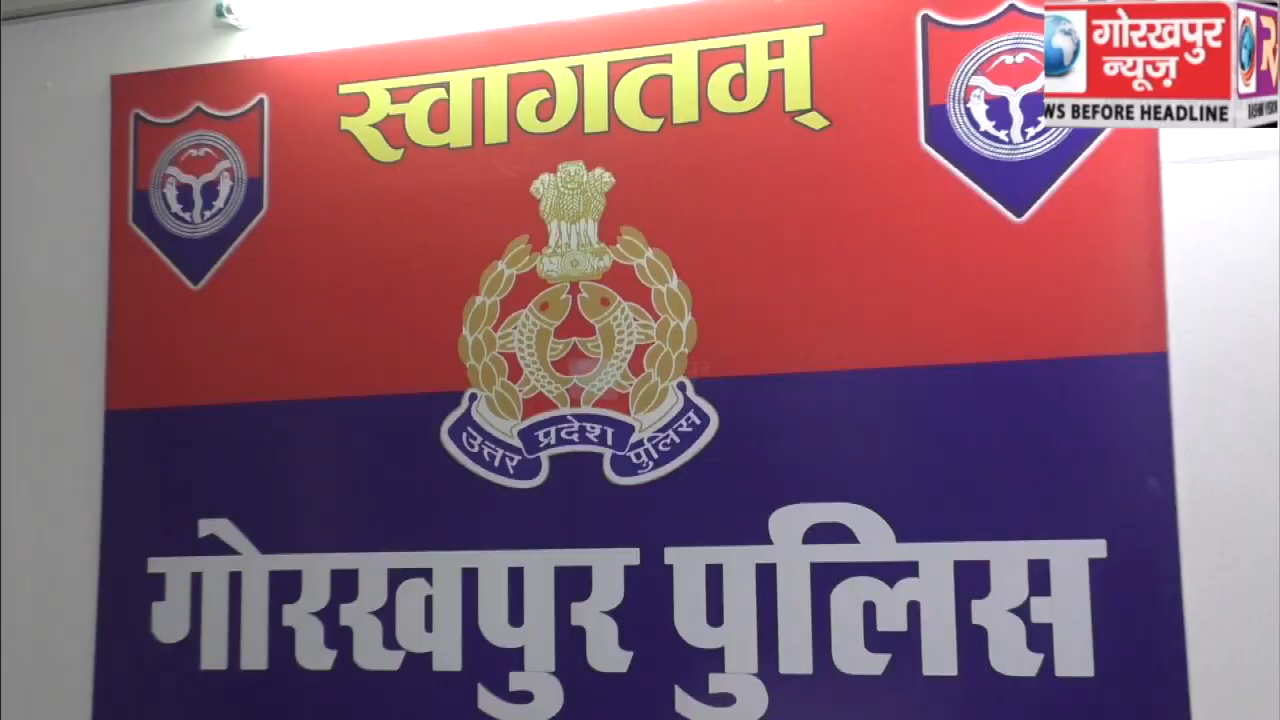 स्वागतम्
गोरखपुर
न्यूज़
WS BEFORE HEADLINE
उत्तर प्रदेश पुलिस
गोरखपुर पुलिस